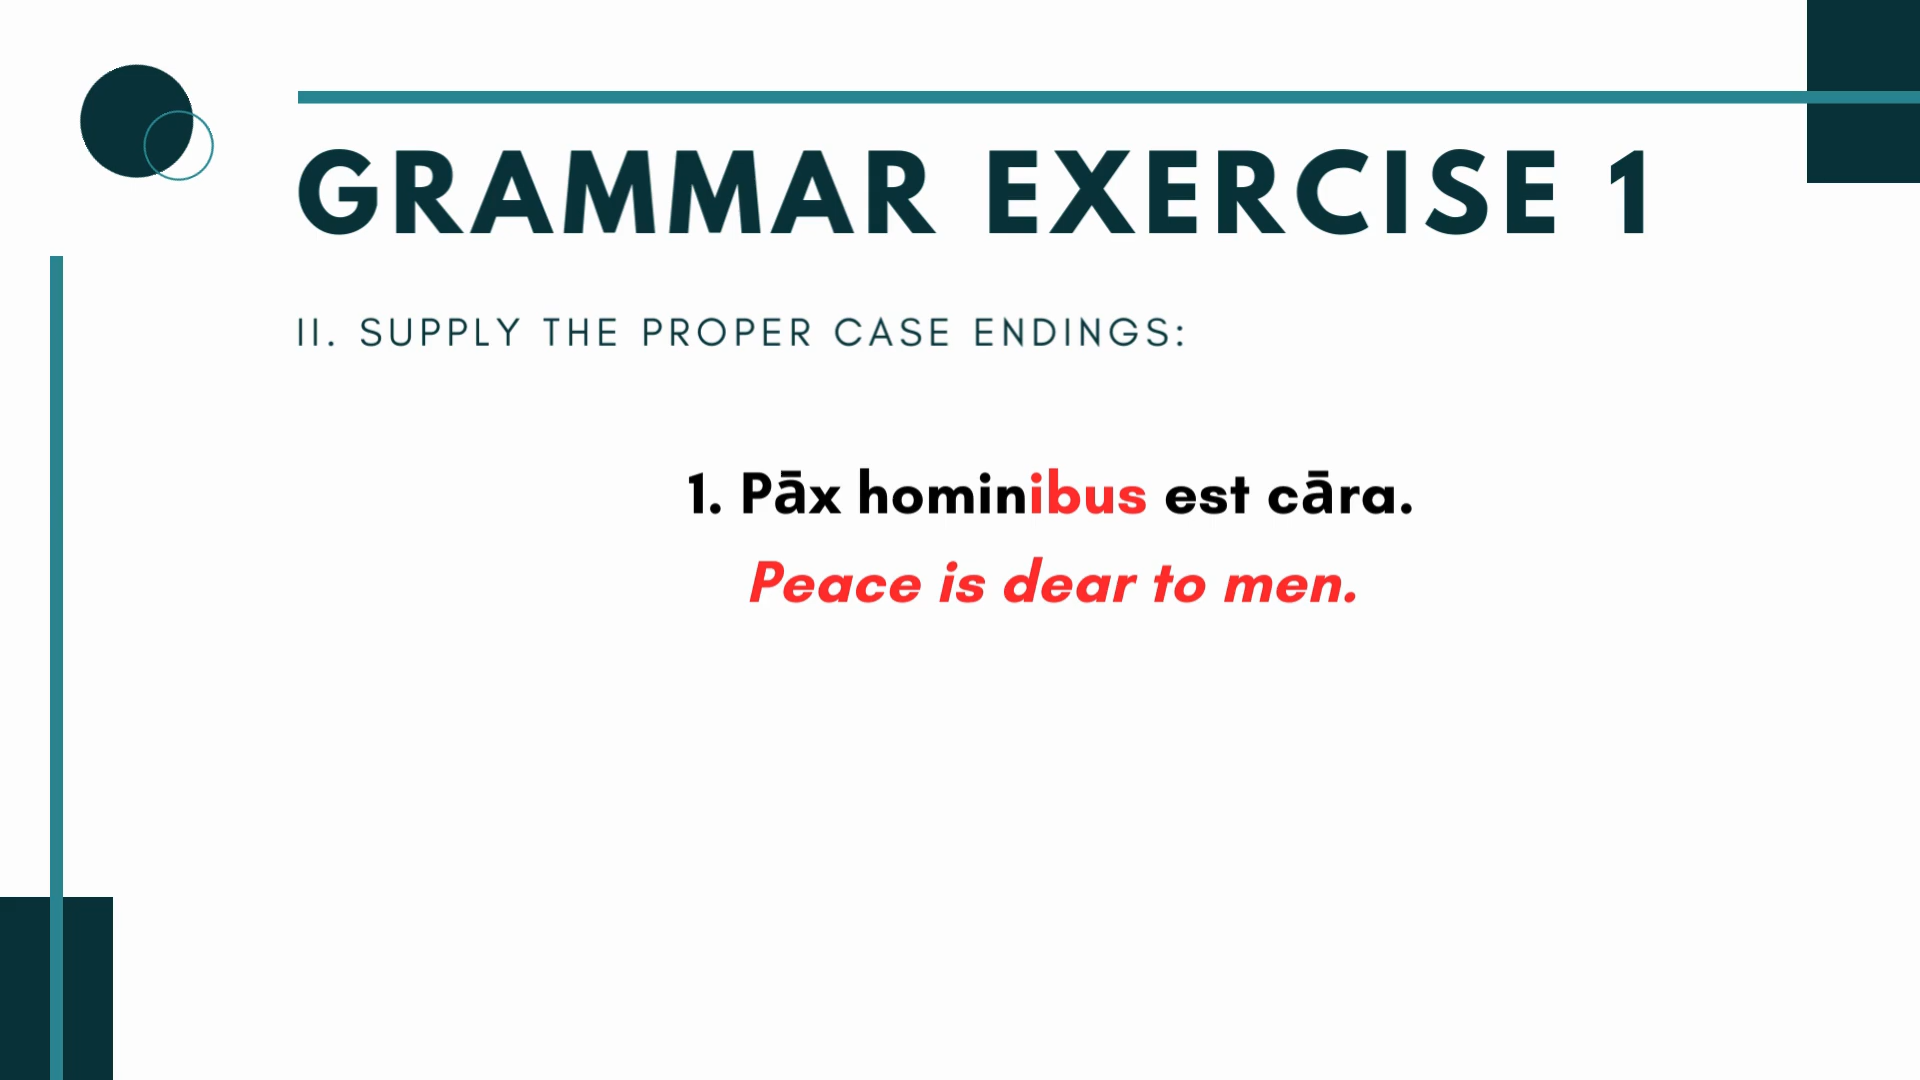 GRAMMAR EXERCISE 1
II. SUPPLY THE PROPER CASE ENDINGS:
1. Pāx hominibus est cāra.
Peace is dear to men.